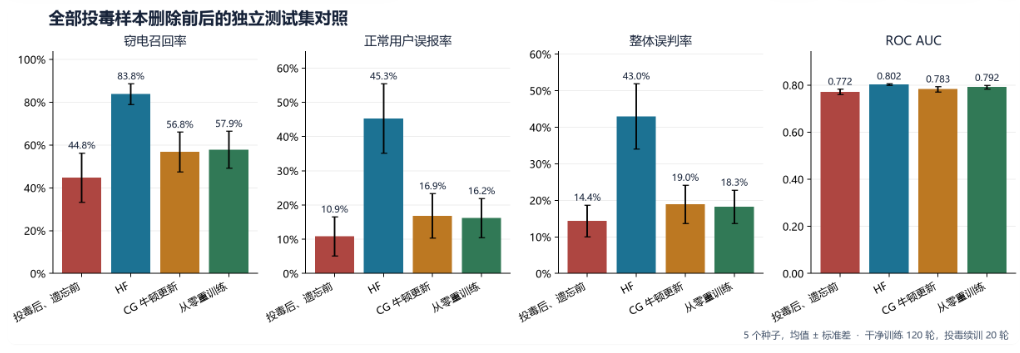 全部投毒样本删除前后的独立测试集对照
窃电召回率
100%
80%
60%
40%
20%
0%
44.8%
83.8%
56.8%
57.9%
投毒后、遗忘前
HF
CG 牛顿更新
从零重训练
正常用户误报率
60%
50%
40%
30%
20%
10%
0%
10.9%
45.3%
16.9%
16.2%
投毒后、遗忘前
HF
CG 牛顿更新
从零重训练
整体误判率
60%
50%
40%
30%
20%
10%
0%
14.4%
43.0%
19.0%
18.3%
投毒后、遗忘前
HF
CG 牛顿更新
从零重训练
ROC AUC
0.80
0.60
0.40
0.20
0.00
0.772
0.802
0.783
0.792
投毒后、遗忘前
HF
CG 牛顿更新
从零重训练
5 个种子，均值 ± 标准差 · 干净训练 120 轮，投毒续训 20 轮